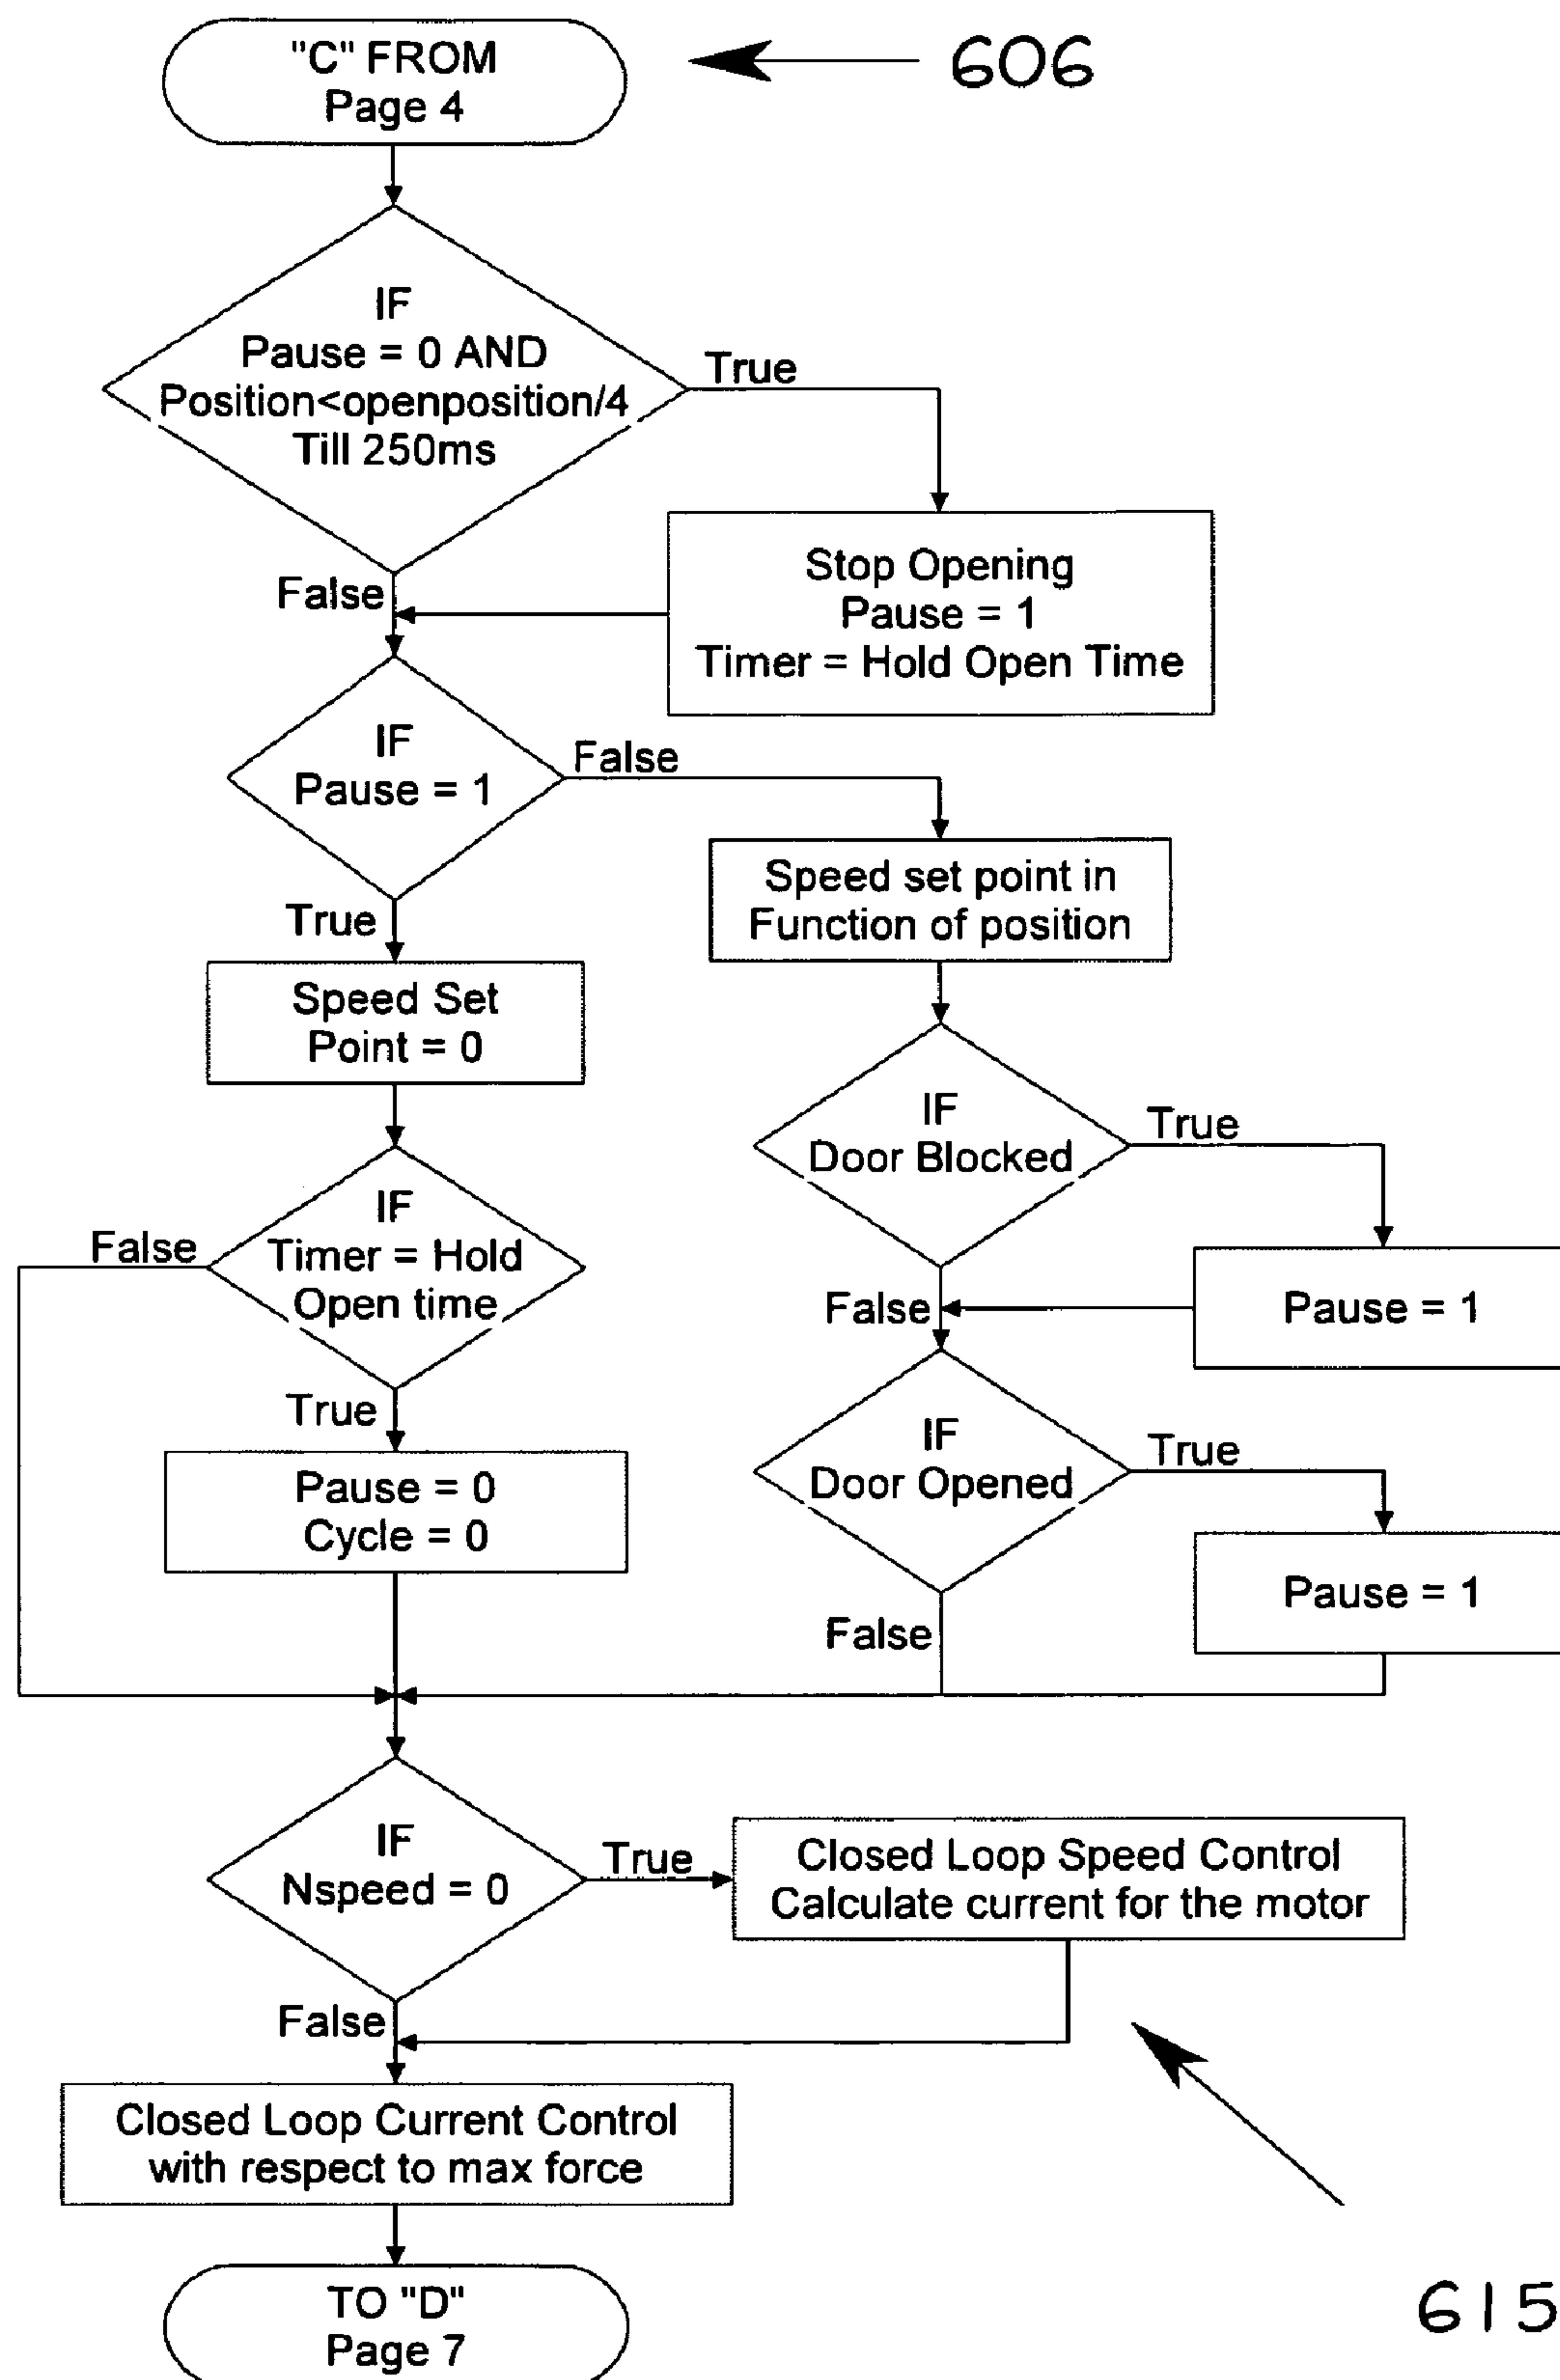 "C" FROM
Page 4
606
IF
Pause = 0 AND
Position<openposition/4
Till 250ms
True
False
Stop Opening
Pause = 1
Timer = Hold Open Time
IF
Pause = 1
False
True
Speed set point in
Function of position
Speed Set
Point = 0
IF
Door Blocked
True
IF
Timer = Hold
Open time
False
False
Pause = 1
True
IF
Door Opened
True
Pause = 0
Cycle = 0
Pause = 1
False
IF
Nspeed = 0
True
Closed Loop Speed Control
Calculate current for the motor
False
Closed Loop Current Control
with respect to max force
TO "D"
Page 7
615